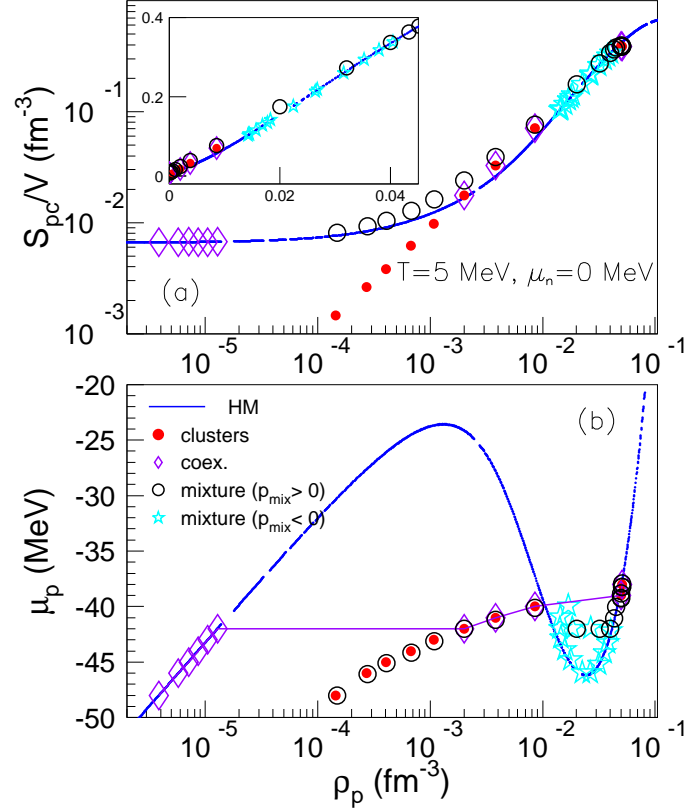 (a)
S_pc/V (fm^-3)
10^-1
10^-2
10^-3
0.4
0.2
0
0 0.02 0.04
T=5 MeV, μ_n=0 MeV
10^-5 10^-4 10^-3 10^-2 10^-1
(b)
μ_p (MeV)
-20
-25
-30
-35
-40
-45
-50
HM
clusters
coex.
mixture (p_mix>0)
mixture (p_mix<0)
10^-5 10^-4 10^-3 10^-2 10^-1
ρ_p (fm^-3)